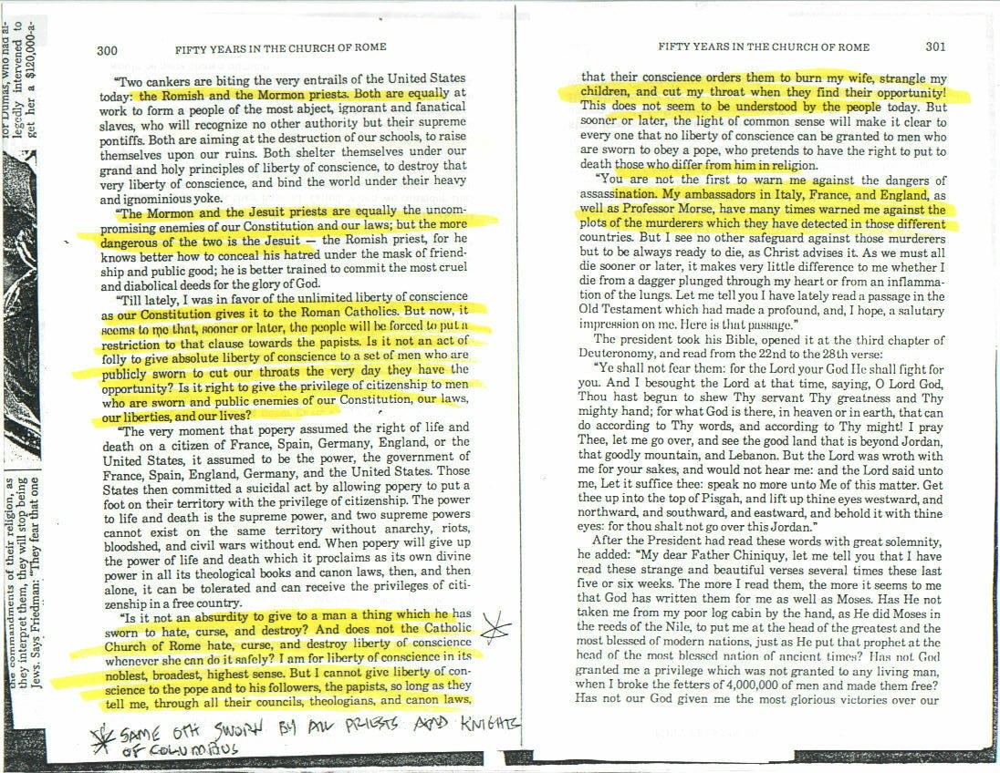 legedly intervened to
get her a $120,000-a-
the commandments of their religion, as
they interpret them, they will stop being
Jews. Says Friedman: "They fear that one
300 FIFTY YEARS IN THE CHURCH OF ROME
"Two cankers are biting the very entrails of the United States
today: the Romish and the Mormon priests. Both are equally at
work to form a people of the most abject, ignorant and fanatical
slaves, who will recognize no other authority but their supreme
pontiffs. Both are aiming at the destruction of our schools, to raise
themselves upon our ruins. Both shelter themselves under our
grand and holy principles of liberty of conscience, to destroy that
very liberty of conscience, and bind the world under their heavy
and ignominious yoke.
"The Mormon and the Jesuit priests are equally the uncom-
promising enemies of our Constitution and our laws; but the more
dangerous of the two is the Jesuit — the Romish priest, for he
knows better how to conceal his hatred under the mask of friend-
ship and public good; he is better trained to commit the most cruel
and diabolical deeds for the glory of God.
"Till lately, I was in favor of the unlimited liberty of conscience
as our Constitution gives it to the Roman Catholics. But now, it
seems to me that, sooner or later, the people will be forced to put a
restriction to that clause towards the papists. Is it not an act of
folly to give absolute liberty of conscience to a set of men who are
publicly sworn to cut our throats the very day they have the
opportunity? Is it right to give the privilege of citizenship to men
who are sworn and public enemies of our Constitution, our laws,
our liberties, and our lives?
"The very moment that popery assumed the right of life and
death on a citizen of France, Spain, Germany, England, or the
United States, it assumed to be the power, the government of
France, Spain, England, Germany, and the United States. Those
States then committed a suicidal act by allowing popery to put a
foot on their territory with the privilege of citizenship. The power
to life and death is the supreme power, and two supreme powers
cannot exist on the same territory without anarchy, riots,
bloodshed, and civil wars without end. When popery will give up
the power of life and death which it proclaims as its own divine
power in all its theological books and canon laws, then, and then
alone, it can be tolerated and can receive the privileges of citi-
zenship in a free country.
"Is it not an absurdity to give to a man a thing which he has
sworn to hate, curse, and destroy? And does not the Catholic
Church of Rome hate, curse, and destroy liberty of conscience
whenever she can do it safely? I am for liberty of conscience in its
noblest, broadest, highest sense. But I cannot give liberty of con-
science to the pope and to his followers, the papists, so long as they
tell me, through all their councils, theologians, and canon laws,
SAME OTH SWORN BY ALL PRIESTS AND KNIGHTS
OF COLUMBUS
FIFTY YEARS IN THE CHURCH OF ROME 301
that their conscience orders them to burn my wife, strangle my
children, and cut my throat when they find their opportunity!
This does not seem to be understood by the people today. But
sooner or later, the light of common sense will make it clear to
every one that no liberty of conscience can be granted to men who
are sworn to obey a pope, who pretends to have the right to put to
death those who differ from him in religion.
"You are not the first to warn me against the dangers of
assassination. My ambassadors in Italy, France, and England, as
well as Professor Morse, have many times warned me against the
plots of the murderers which they have detected in those different
countries. But I see no other safeguard against those murderers
but to be always ready to die, as Christ advises it. As we must all
die sooner or later, it makes very little difference to me whether I
die from a dagger plunged through my heart or from an inflamma-
tion of the lungs. Let me tell you I have lately read a passage in the
Old Testament which had made a profound, and, I hope, a salutary
impression on me. Here is that passage."
The president took his Bible, opened it at the third chapter of
Deuteronomy, and read from the 22nd to the 28th verse:
"Ye shall not fear them: for the Lord your God He shall fight for
you. And I besought the Lord at that time, saying, O Lord God,
Thou hast begun to shew Thy servant Thy greatness and Thy
mighty hand; for what God is there, in heaven or in earth, that can
do according to Thy words, and according to Thy might! I pray
Thee, let me go over, and see the good land that is beyond Jordan,
that goodly mountain, and Lebanon. But the Lord was wroth with
me for your sakes, and would not hear me: and the Lord said unto
me, Let it suffice thee: speak no more unto Me of this matter. Get
thee up into the top of Pisgah, and lift up thine eyes westward, and
northward, and southward, and eastward, and behold it with thine
eyes: for thou shalt not go over this Jordan."
After the President had read these words with great solemnity,
he added: "My dear Father Chiniquy, let me tell you that I have
read these strange and beautiful verses several times these last
five or six weeks. The more I read them, the more it seems to me
that God has written them for me as well as Moses. Has He not
taken me from my poor log cabin by the hand, as He did Moses in
the reeds of the Nile, to put me at the head of the greatest and the
most blessed of modern nations, just as He put that prophet at the
head of the most blessed nation of ancient times? Has not God
granted me a privilege which was not granted to any living man,
when I broke the fetters of 4,000,000 of men and made them free?
Has not our God given me the most glorious victories over our